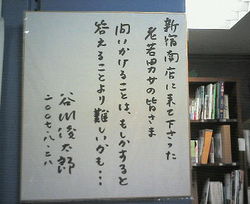 新宿南店に来て下さった
老若男女の皆さま
問いかけることは、もしかすると
答えることより難しいかも・・・
谷川俊太郎
二〇〇七・八・二八